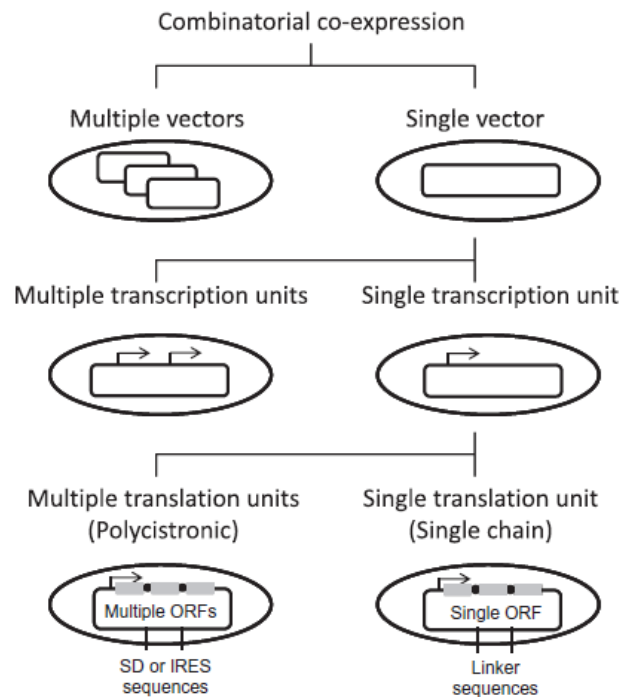 Combinatorial co-expression
Multiple vectors
Single vector
Multiple transcription units
Single transcription unit
Multiple translation units
(Polycistronic)
Single translation unit
(Single chain)
Multiple ORFs
Single ORF
SD or IRES
sequences
Linker
sequences